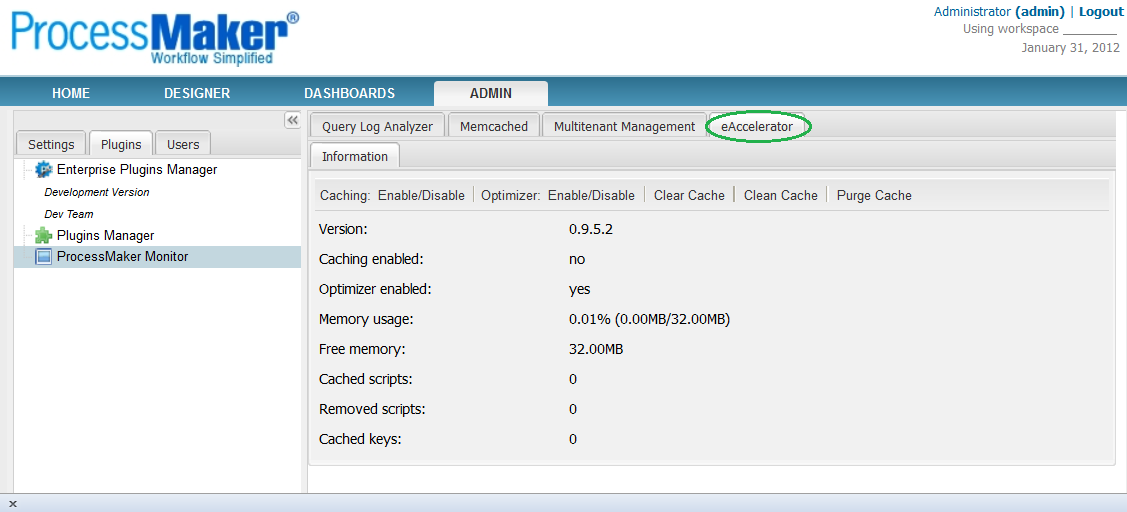 ProcessMaker®
Workflow Simplified
Administrator (admin) | Logout
Using workspace ________
January 31, 2012
HOME DESIGNER DASHBOARDS ADMIN
Settings Plugins Users
Enterprise Plugins Manager
Development Version
Dev Team
Plugins Manager
ProcessMaker Monitor
Query Log Analyzer Memcached Multitenant Management eAccelerator
Information
Caching: Enable/Disable Optimizer: Enable/Disable Clear Cache Clean Cache Purge Cache
Version: 0.9.5.2
Caching enabled: no
Optimizer enabled: yes
Memory usage: 0.01% (0.00MB/32.00MB)
Free memory: 32.00MB
Cached scripts: 0
Removed scripts: 0
Cached keys: 0